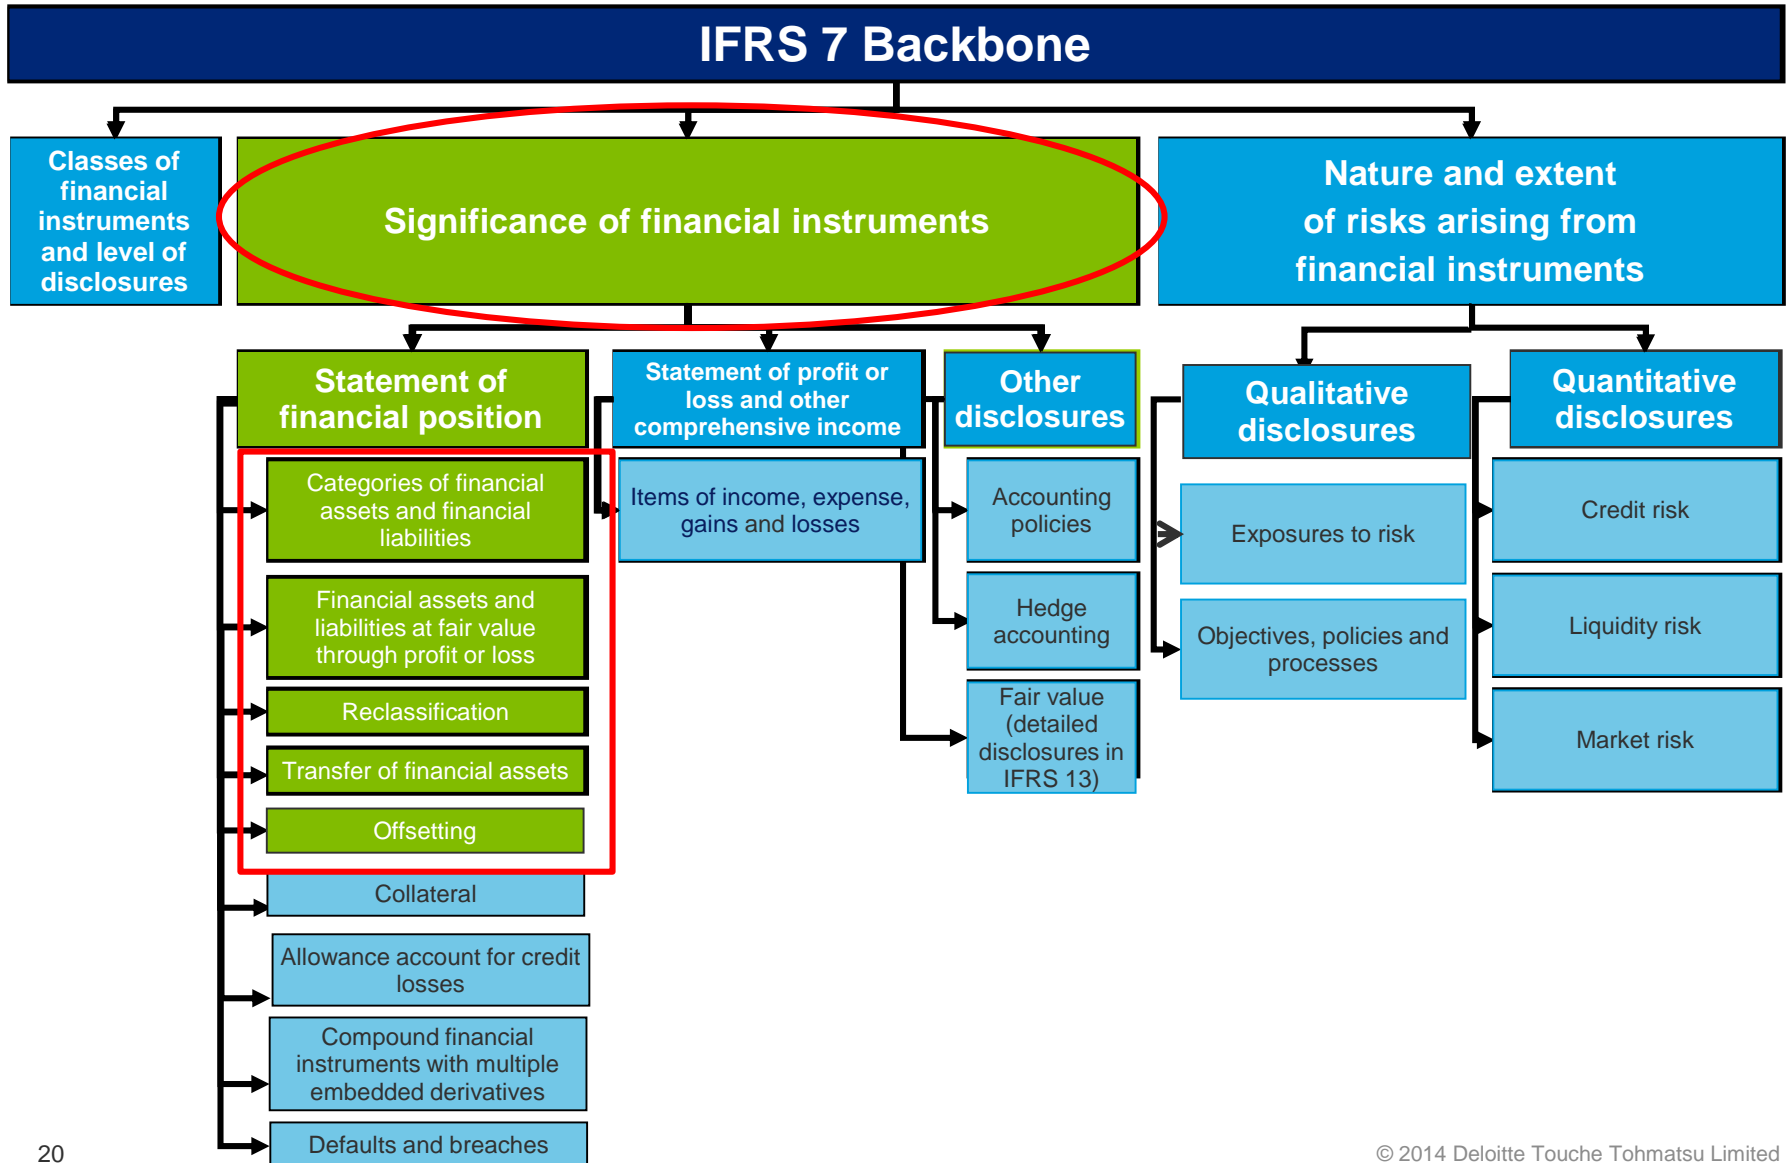 IFRS 7 Backbone
Classes of
financial
instruments
and level of
disclosures
Significance of financial instruments
Nature and extent
of risks arising from
financial instruments
Statement of
financial position
Categories of financial
assets and financial
liabilities
Financial assets and
liabilities at fair value
through profit or loss
Reclassification
Transfer of financial assets
Offsetting
Collateral
Allowance account for credit
losses
Compound financial
instruments with multiple
embedded derivatives
Defaults and breaches
Statement of profit or
loss and other
comprehensive income
Items of income, expense,
gains and losses
Other
disclosures
Accounting
policies
Hedge
accounting
Fair value
(detailed
disclosures in
IFRS 13)
Qualitative
disclosures
Exposures to risk
Objectives, policies and
processes
Quantitative
disclosures
Credit risk
Liquidity risk
Market risk
20
© 2014 Deloitte Touche Tohmatsu Limited